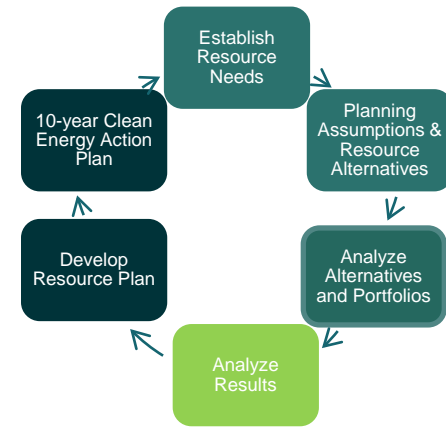 Establish
Resource
Needs
Planning
Assumptions &
Resource
Alternatives
Analyze
Alternatives
and Portfolios
Analyze
Results
Develop
Resource Plan
10-year Clean
Energy Action
Plan